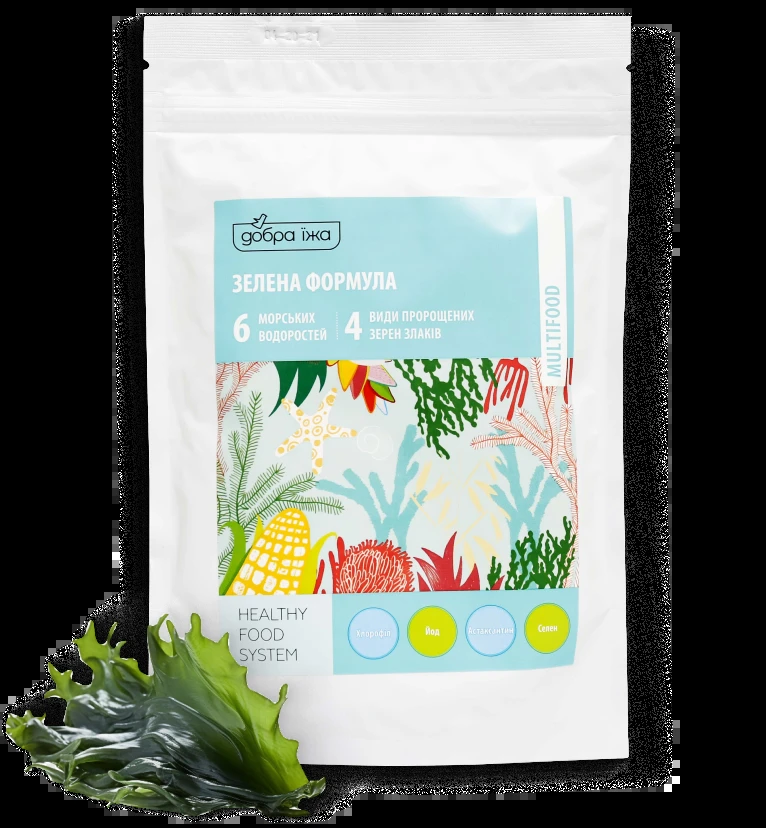 добра їжа
ЗЕЛЕНА ФОРМУЛА
6 МОРСЬКИХ ВОДОРОСТЕЙ
4 ВИДИ ПРОРОЩЕНИХ ЗЕРЕН ЗЛАКІВ
MULTIFOOD
HEALTHY
FOOD
SYSTEM
Хлорофіл
Йод
Астаксантин
Селен